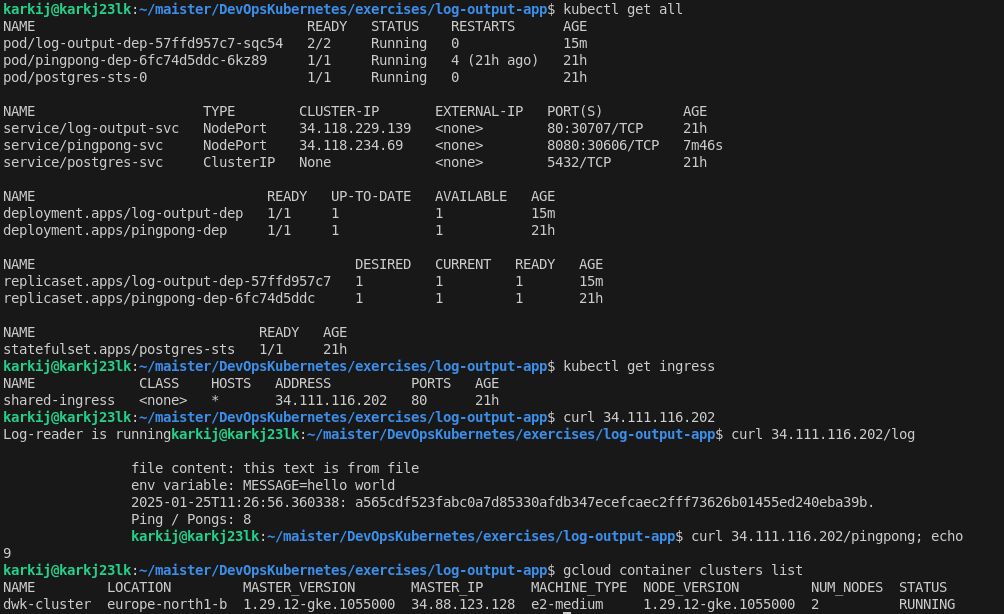 karkij@karkj23lk:~/maister/DevOpsKubernetes/exercises/log-output-app$ kubectl get all
NAME                                  READY   STATUS    RESTARTS      AGE
pod/log-output-dep-57ffd957c7-sqc54   2/2     Running   0             15m
pod/pingpong-dep-6fc74d5ddc-6kz89     1/1     Running   4 (21h ago)   21h
pod/postgres-sts-0                    1/1     Running   0             21h

NAME                     TYPE        CLUSTER-IP       EXTERNAL-IP   PORT(S)          AGE
service/log-output-svc   NodePort    34.118.229.139   <none>        80:30707/TCP     21h
service/pingpong-svc     NodePort    34.118.234.69    <none>        8080:30606/TCP   7m46s
service/postgres-svc     ClusterIP   None             <none>        5432/TCP         21h

NAME                             READY   UP-TO-DATE   AVAILABLE   AGE
deployment.apps/log-output-dep   1/1     1            1           15m
deployment.apps/pingpong-dep     1/1     1            1           21h

NAME                                        DESIRED   CURRENT   READY   AGE
replicaset.apps/log-output-dep-57ffd957c7   1         1         1       15m
replicaset.apps/pingpong-dep-6fc74d5ddc     1         1         1       21h

NAME                            READY   AGE
statefulset.apps/postgres-sts   1/1     21h
karkij@karkj23lk:~/maister/DevOpsKubernetes/exercises/log-output-app$ kubectl get ingress
NAME             CLASS    HOSTS   ADDRESS          PORTS   AGE
shared-ingress   <none>   *       34.111.116.202   80      21h
karkij@karkj23lk:~/maister/DevOpsKubernetes/exercises/log-output-app$ curl 34.111.116.202
Log-reader is runningkarkij@karkj23lk:~/maister/DevOpsKubernetes/exercises/log-output-app$ curl 34.111.116.202/log

                file content: this text is from file
                env variable: MESSAGE=hello world
                2025-01-25T11:26:56.360338: a565cdf523fabc0a7d85330afdb347ecefcaec2fff73626b01455ed240eba39b.
                Ping / Pongs: 8
                karkij@karkj23lk:~/maister/DevOpsKubernetes/exercises/log-output-app$ curl 34.111.116.202/pingpong; echo
9
karkij@karkj23lk:~/maister/DevOpsKubernetes/exercises/log-output-app$ gcloud container clusters list
NAME         LOCATION         MASTER_VERSION       MASTER_IP      MACHINE_TYPE  NODE_VERSION         NUM_NODES  STATUS
dwk-cluster  europe-north1-b  1.29.12-gke.1055000  34.88.123.128  e2-medium     1.29.12-gke.1055000  2          RUNNING